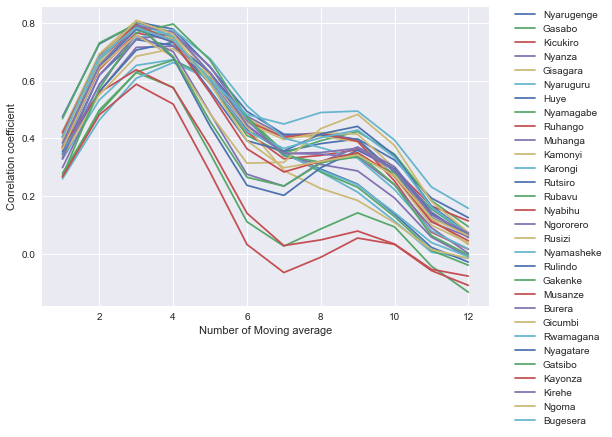 0.8
0.6
0.4
0.2
0.0
Correlation coefficient
2 4 6 8 10 12
Number of Moving average
Nyarugenge
Gasabo
Kicukiro
Nyanza
Gisagara
Nyaruguru
Huye
Nyamagabe
Ruhango
Muhanga
Kamonyi
Karongi
Rutsiro
Rubavu
Nyabihu
Ngororero
Rusizi
Nyamasheke
Rulindo
Gakenke
Musanze
Burera
Gicumbi
Rwamagana
Nyagatare
Gatsibo
Kayonza
Kirehe
Ngoma
Bugesera